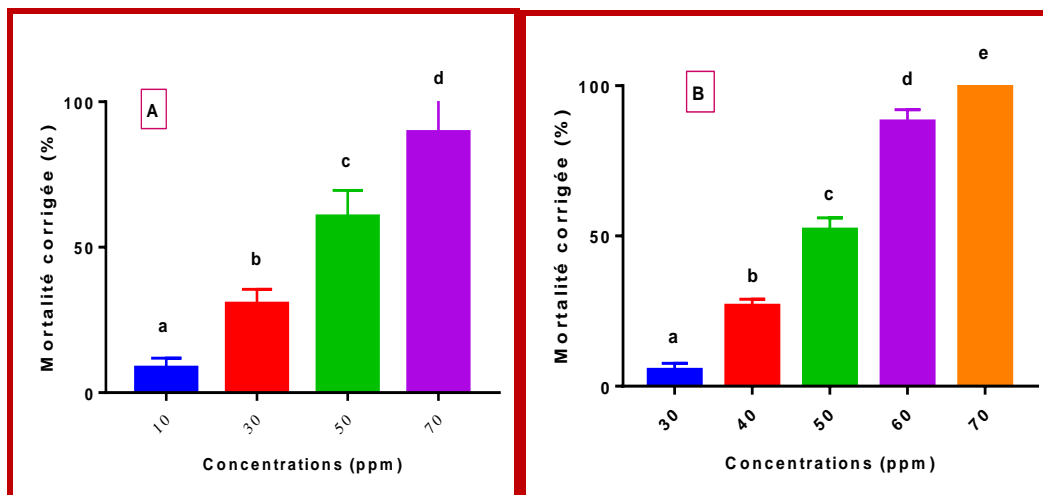 A
Mortalité corrigée (%)
100
50
0
a
b
c
d
10
30
50
70
Concentrations (ppm)
B
Mortalité corrigée (%)
100
50
0
a
b
c
d
e
30
40
50
60
70
Concentrations (ppm)